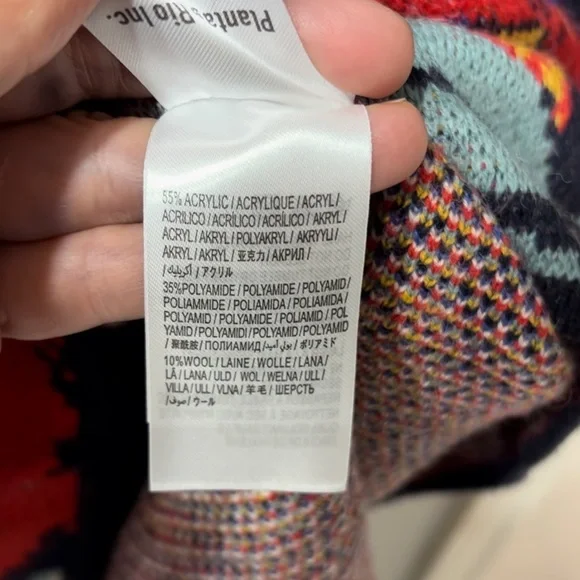 Planta, Rio Inc.
55% ACRYLIC / ACRYLIQUE / ACRYL /
ACRILICO / ACRÍLICO / ACRÍLICO / AKRYL /
ACRYL / AKRYL / POLYAKRYL / AKRYYLI /
AKRYL / AKRYL / 亚克力 / АКРИЛ /
/ أكريليك / アクリル
35%POLYAMIDE / POLYAMIDE / POLYAMID /
POLIAMMIDE / POLIAMIDA / POLIAMIDA /
POLYAMID / POLYAMIDE / POLIAMID / POL
YAMID / POLYAMID / POLYAMID / POLYAMID
/ 聚酰胺 / ПОЛИАМИД / بولي أميد / ポリアミド
10%WOOL / LAINE / WOLLE / LANA /
LÃ / LANA / ULD / WOL / WEŁNA / ULL /
VILLA / ULL / VLNA / 羊毛 / ШЕРСТЬ
/ صوف / ウール